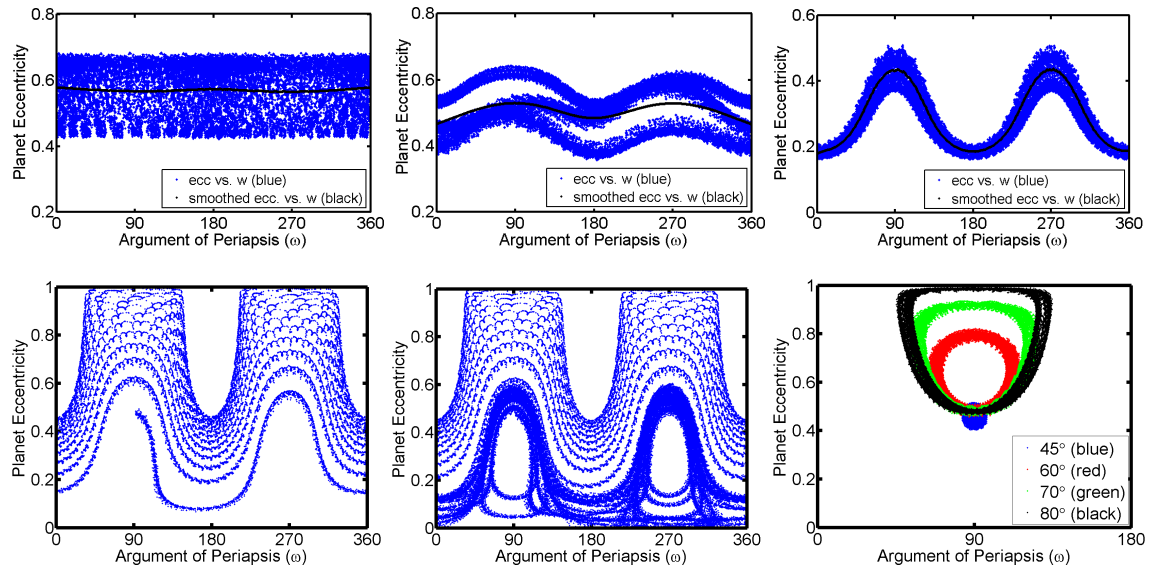 0.8
0.6
0.4
0.2
0 90 180 270 360
Planet Eccentricity
Argument of Periapsis (ω)
ecc vs. w (blue)
smoothed ecc. vs. w (black)
0.8
0.6
0.4
0.2
0 90 180 270 360
Planet Eccentricity
Argument of Periapsis (ω)
ecc vs. w (blue)
smoothed ecc vs. w (black)
0.6
0.4
0.2
0
0 90 180 270 360
Planet Eccentricity
Argument of Pieriapsis (ω)
ecc vs. w (blue)
smoothed ecc vs. w (black)
1
0.8
0.6
0.4
0.2
0
0 90 180 270 360
Planet Eccentricity
Argument of Periapsis (ω)
1
0.8
0.6
0.4
0.2
0
0 90 180 270 360
Planet Eccentricity
Argument of Periapsis (ω)
1
0.8
0.6
0.4
0.2
0
0 90 180
Planet Eccentricity
Argument of Periapsis (ω)
45° (blue)
60° (red)
70° (green)
80° (black)